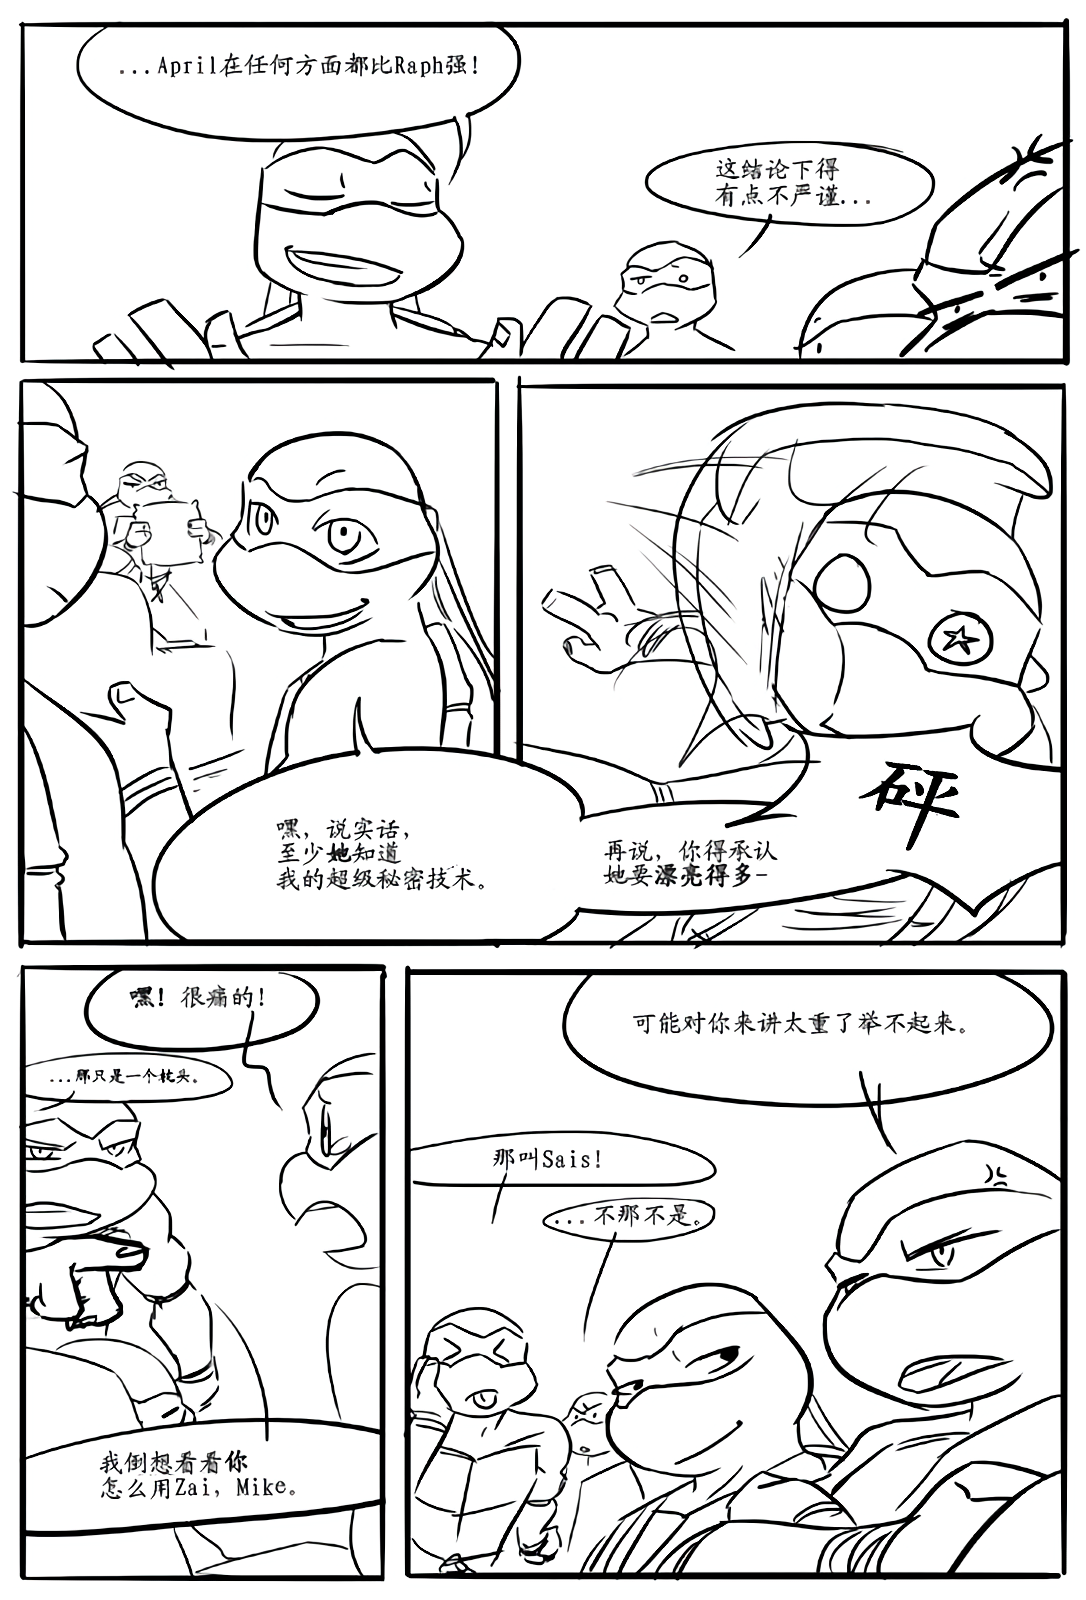 ...April在任何方面都比Raph强!
这结论下得
有点不严谨...
嘿，说实话，
至少她知道
我的超级秘密技术。
再说，你得承认
她要漂亮得多-
砰
嘿！很痛的!
...那只是一个枕头。
我倒想看看你
怎么用Zai, Mike。
可能对你来讲太重了举不起来。
那叫Sais!
...不那不是。